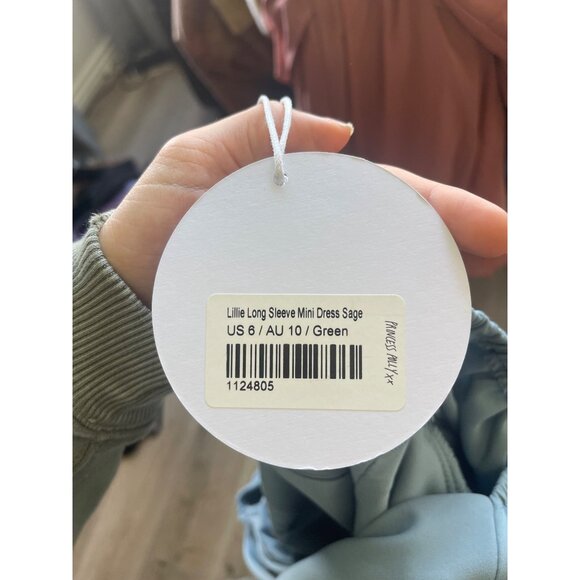 Lillie Long Sleeve Mini Dress Sage
US 6 / AU 10 / Green
1124805
PRINCESS POLLY xx